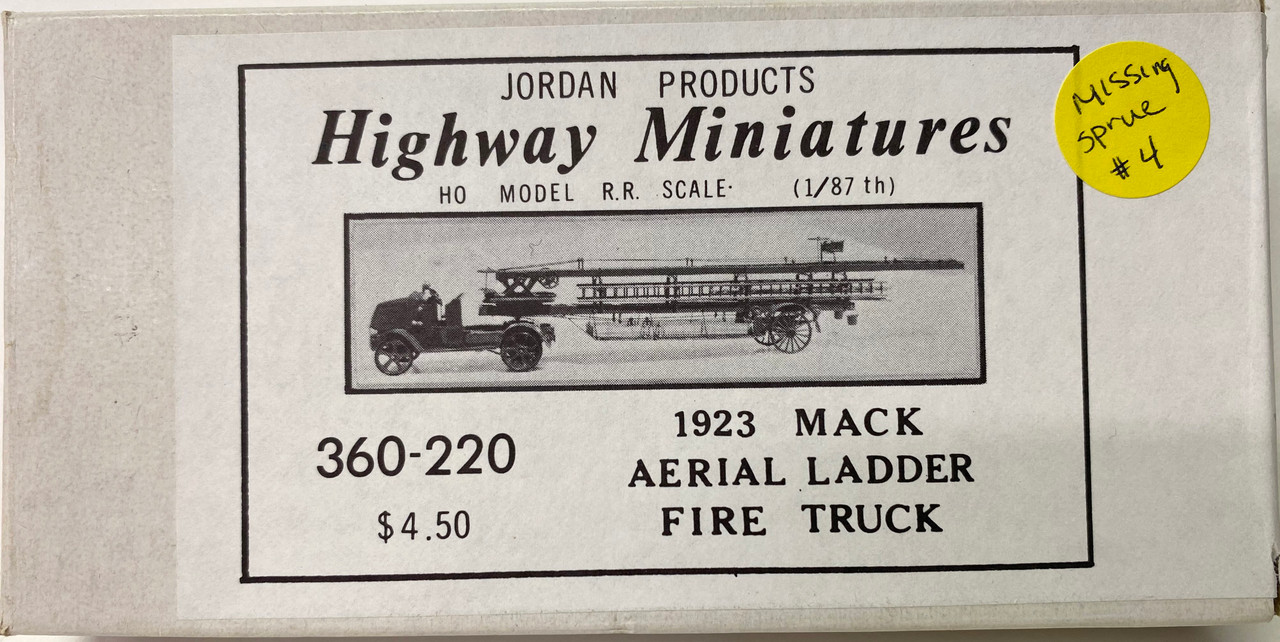 JORDAN PRODUCTS
Highway Miniatures
HO MODEL R.R. SCALE· (1/87 th)
Missing
Sprue
#4
360-220
$4.50
1923 MACK
AERIAL LADDER
FIRE TRUCK